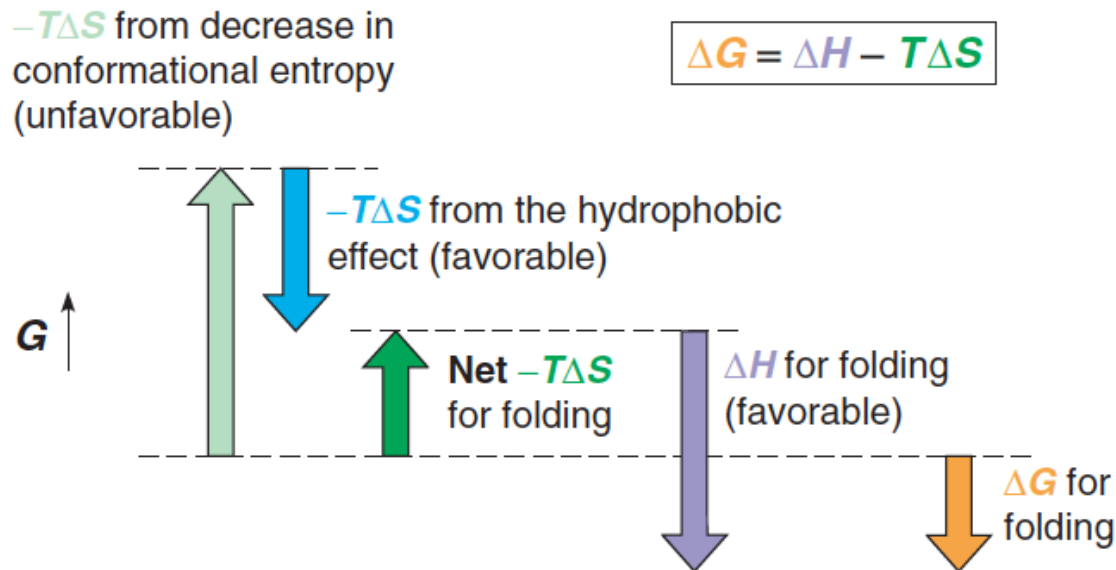 −TΔS from decrease in
conformational entropy
(unfavorable)
ΔG = ΔH − TΔS
−TΔS from the hydrophobic
effect (favorable)
G
Net −TΔS
for folding
ΔH for folding
(favorable)
ΔG for
folding